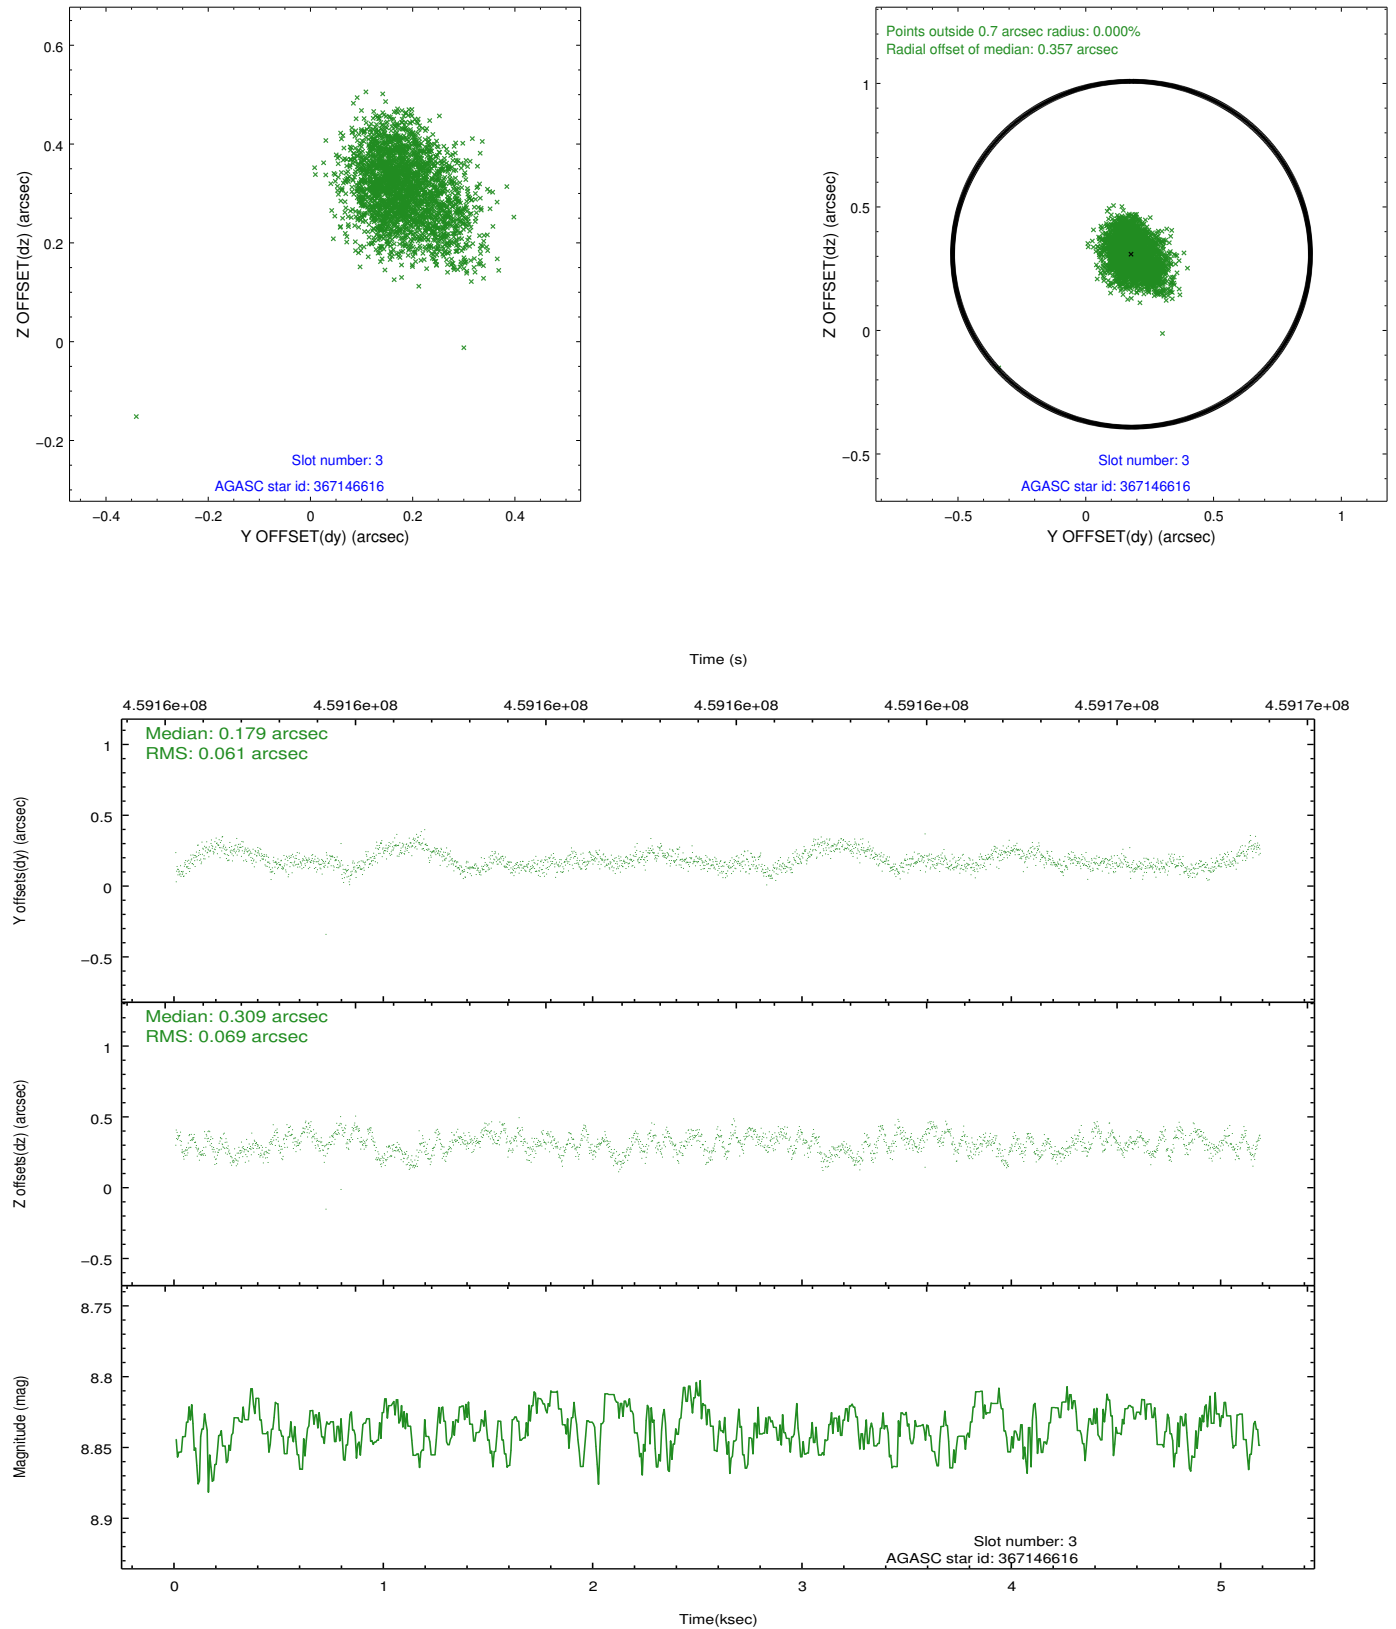 0.6
0.4
0.2
0
−0.2
Z OFFSET(dz) (arcsec)
Slot number: 3
AGASC star id: 367146616
−0.4
−0.2
0
0.2
0.4
Y OFFSET(dy) (arcsec)
Points outside 0.7 arcsec radius: 0.000%
Radial offset of median: 0.357 arcsec
1
0.5
0
−0.5
Z OFFSET(dz) (arcsec)
Slot number: 3
AGASC star id: 367146616
−0.5
0
0.5
1
Y OFFSET(dy) (arcsec)
Time (s)
4.5916e+08
4.5916e+08
4.5916e+08
4.5916e+08
4.5916e+08
4.5917e+08
4.5917e+08
Median: 0.179 arcsec
RMS: 0.061 arcsec
1
0.5
0
−0.5
Y offsets(dy) (arcsec)
Median: 0.309 arcsec
RMS: 0.069 arcsec
1
0.5
0
−0.5
Z offsets(dz) (arcsec)
8.75
8.8
8.85
8.9
Magnitude (mag)
Slot number: 3
AGASC star id: 367146616
0
1
2
3
4
5
Time(ksec)